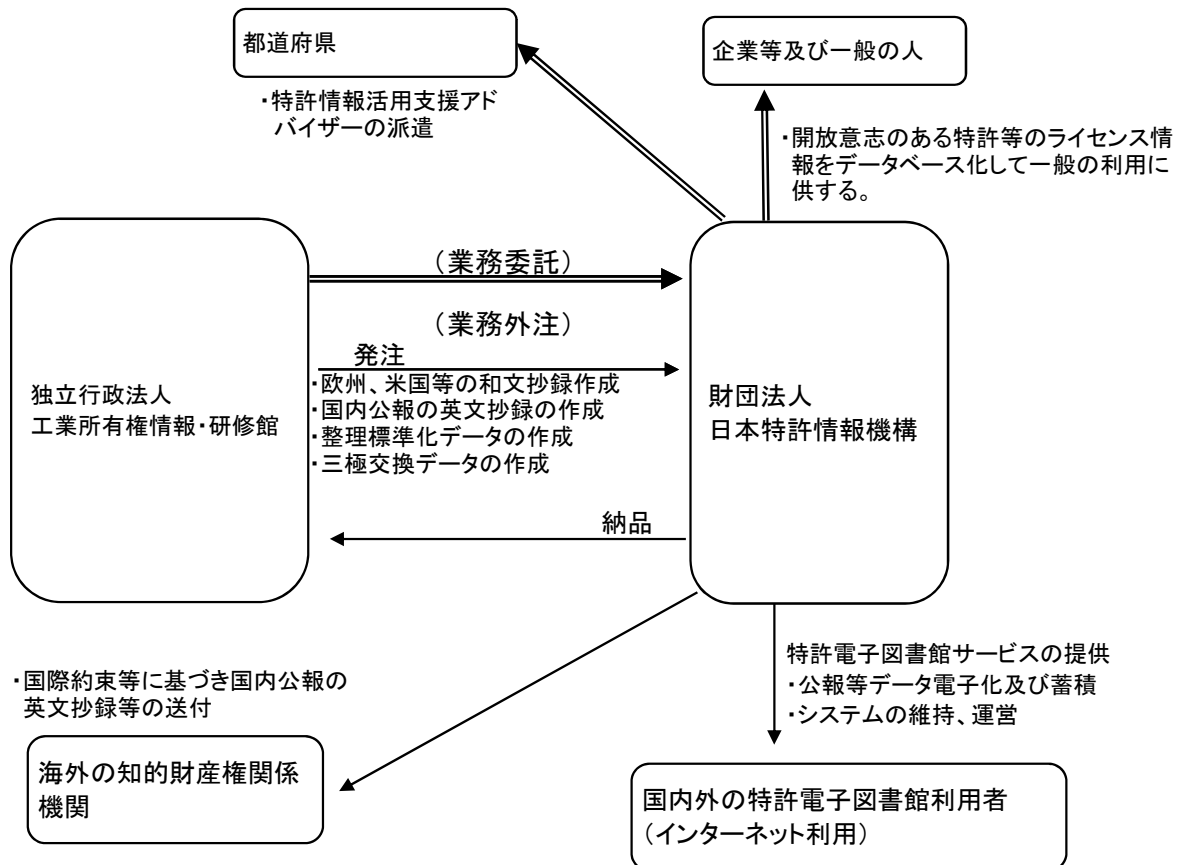 都道府県
企業等及び一般の人
・特許情報活用支援アド
バイザーの派遣
・開放意志のある特許等のライセンス情
報をデータベース化して一般の利用に
供する。
（業務委託）
（業務外注）
発注
・欧州、米国等の和文抄録作成
・国内公報の英文抄録の作成
・整理標準化データの作成
・三極交換データの作成
独立行政法人
工業所有権情報・研修館
財団法人
日本特許情報機構
納品
・国際約束等に基づき国内公報の
英文抄録等の送付
特許電子図書館サービスの提供
・公報等データ電子化及び蓄積
・システムの維持、運営
海外の知的財産権関係
機関
国内外の特許電子図書館利用者
（インターネット利用）